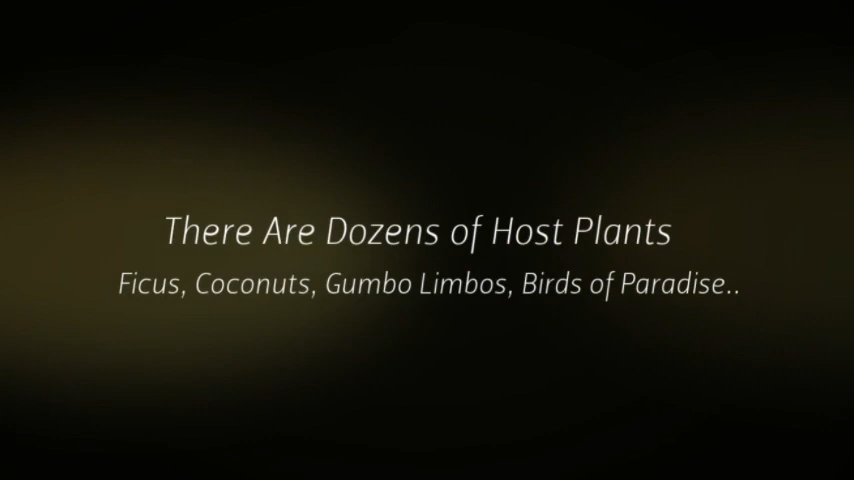 There Are Dozens of Host Plants
Ficus, Coconuts, Gumbo Limbos, Birds of Paradise..